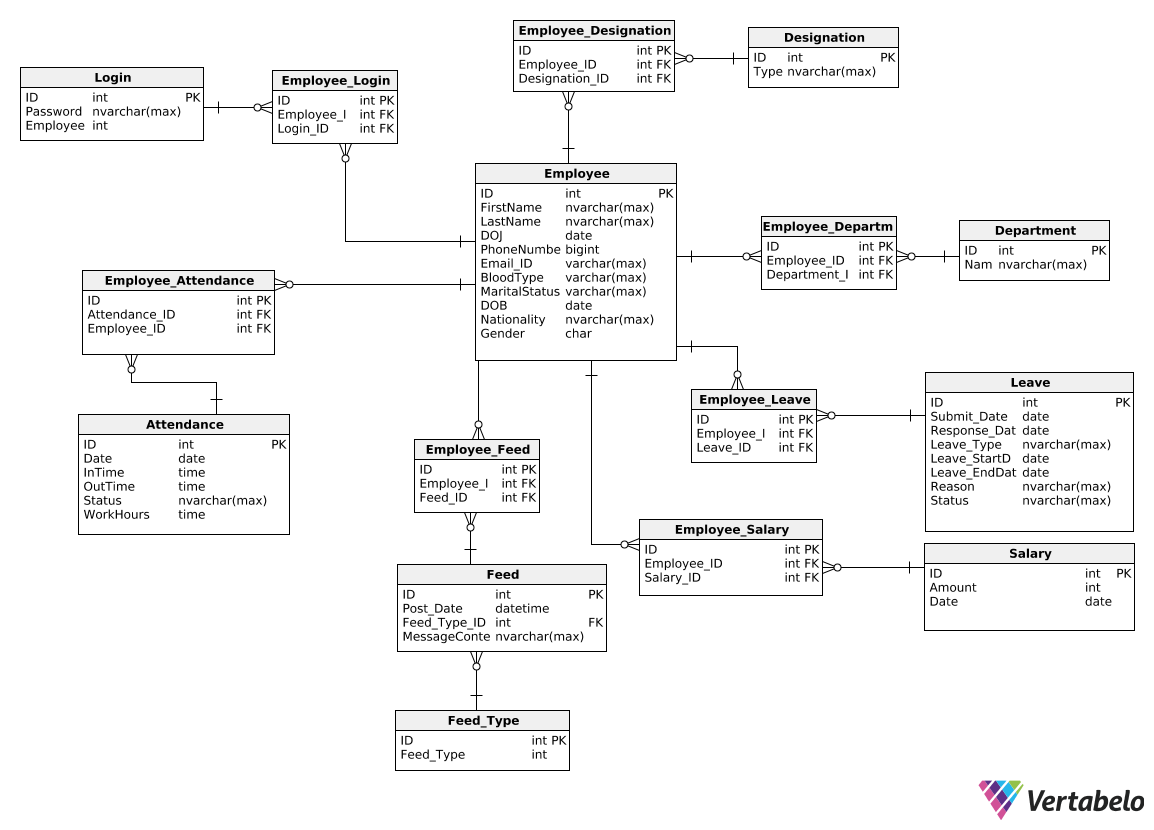 Employee_Designation
ID int PK
Employee_ID int FK
Designation_ID int FK
Designation
ID int PK
Type nvarchar(max)
Login
ID int PK
Password nvarchar(max)
Employee int
Employee_Login
ID int PK
Employee_I int FK
Login_ID int FK
Employee
ID int PK
FirstName nvarchar(max)
LastName nvarchar(max)
DOJ date
PhoneNumbe bigint
Email_ID varchar(max)
BloodType varchar(max)
MaritalStatus varchar(max)
DOB date
Nationality nvarchar(max)
Gender char
Employee_Departm
ID int PK
Employee_ID int FK
Department_I int FK
Department
ID int PK
Nam nvarchar(max)
Employee_Attendance
ID int PK
Attendance_ID int FK
Employee_ID int FK
Attendance
ID int PK
Date date
InTime time
OutTime time
Status nvarchar(max)
WorkHours time
Employee_Leave
ID int PK
Employee_I int FK
Leave_ID int FK
Leave
ID int PK
Submit_Date date
Response_Dat date
Leave_Type nvarchar(max)
Leave_StartD date
Leave_EndDat date
Reason nvarchar(max)
Status nvarchar(max)
Employee_Feed
ID int PK
Employee_I int FK
Feed_ID int FK
Employee_Salary
ID int PK
Employee_ID int FK
Salary_ID int FK
Salary
ID int PK
Amount int
Date date
Feed
ID int PK
Post_Date datetime
Feed_Type_ID int FK
MessageConte nvarchar(max)
Feed_Type
ID int PK
Feed_Type int
Vertabelo